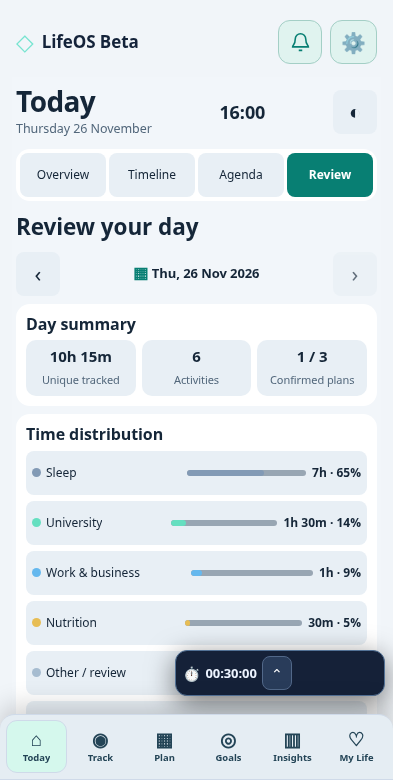 LifeOS Beta
Today
Thursday 26 November
16:00
Overview Timeline Agenda Review
Review your day
Thu, 26 Nov 2026
Day summary
10h 15m 6 1 / 3
Unique tracked Activities Confirmed plans
Time distribution
Sleep 7h · 65%
University 1h 30m · 14%
Work & business 1h · 9%
Nutrition 30m · 5%
Other / review
00:30:00
Today Track Plan Goals Insights My Life